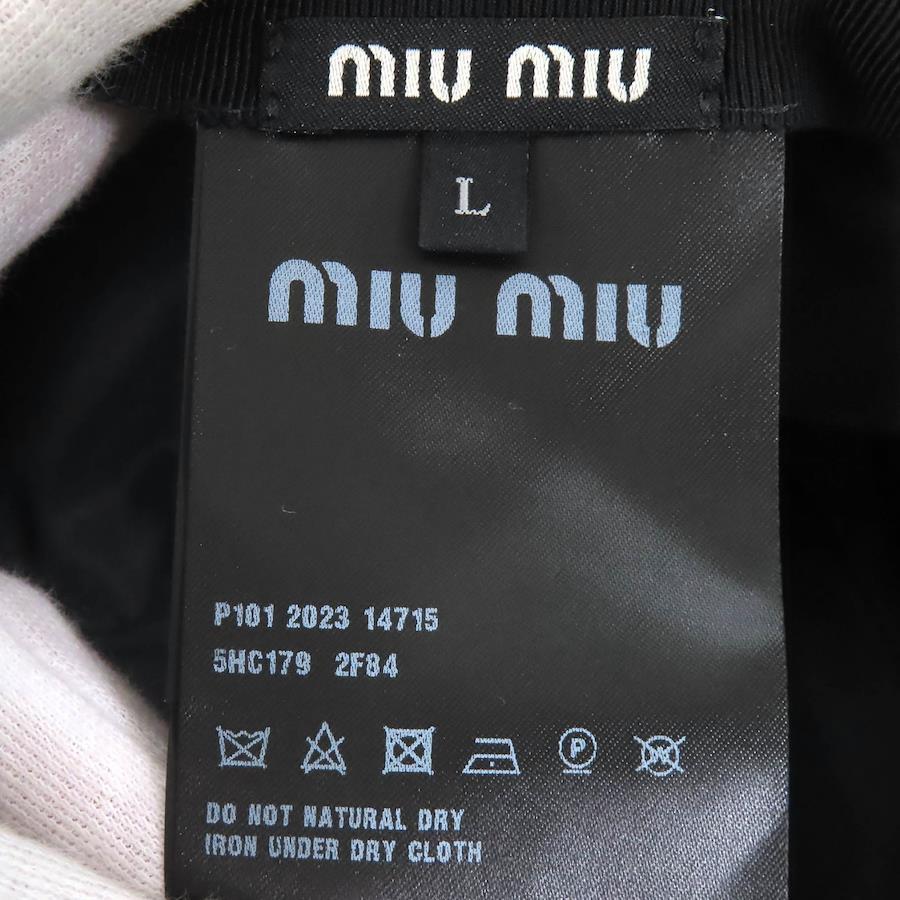 MIU MIU
L
MIU MIU
P101 2023 14715
5HC179 2F84
P
W
DO NOT NATURAL DRY
IRON UNDER DRY CLOTH